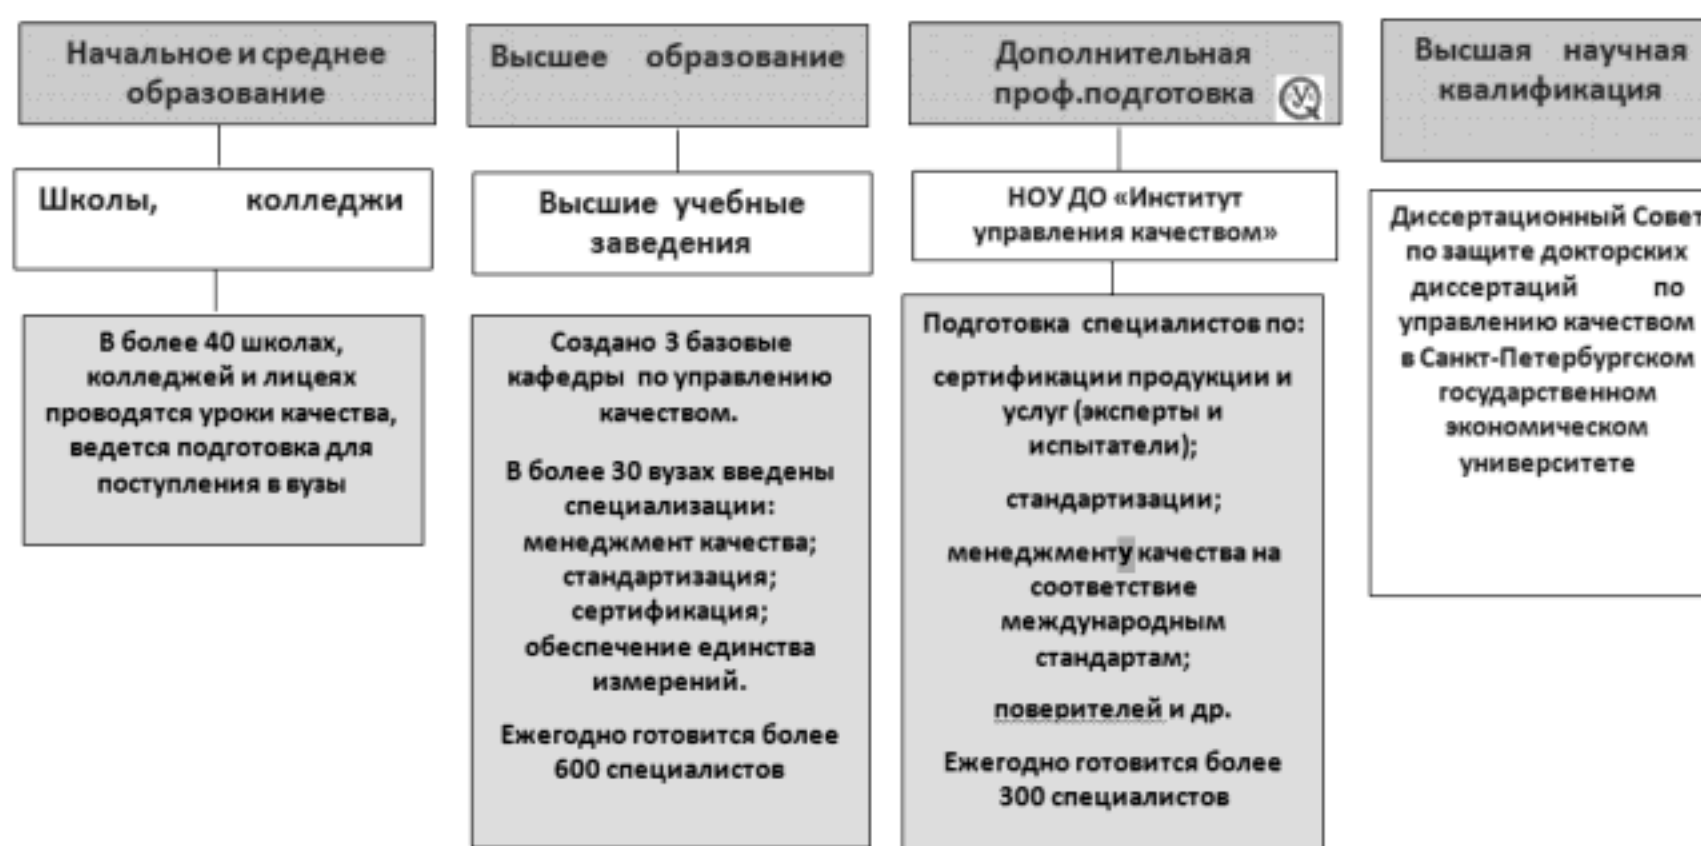 Начальное и среднее
образование
Школы, колледжи
В более 40 школах,
колледжей и лицеях
проводятся уроки качества,
ведется подготовка для
поступления в вузы
Высшее образование
Высшие учебные
заведения
Создано 3 базовые
кафедры по управлению
качеством.
В более 30 вузах введены
специализации:
менеджмент качества;
стандартизация;
сертификация;
обеспечение единства
измерений.
Ежегодно готовится более
600 специалистов
Дополнительная
проф.подготовка
НОУ ДО «Институт
управления качеством»
Подготовка специалистов по:
сертификации продукции и
услуг (эксперты и
испытатели);
стандартизации;
менеджменту качества на
соответствие
международным
стандартам;
поверителей и др.
Ежегодно готовится более
300 специалистов
Высшая научная
квалификация
Диссертационный Совет
по защите докторских
диссертаций по
управлению качеством
в Санкт-Петербургском
государственном
экономическом
университете